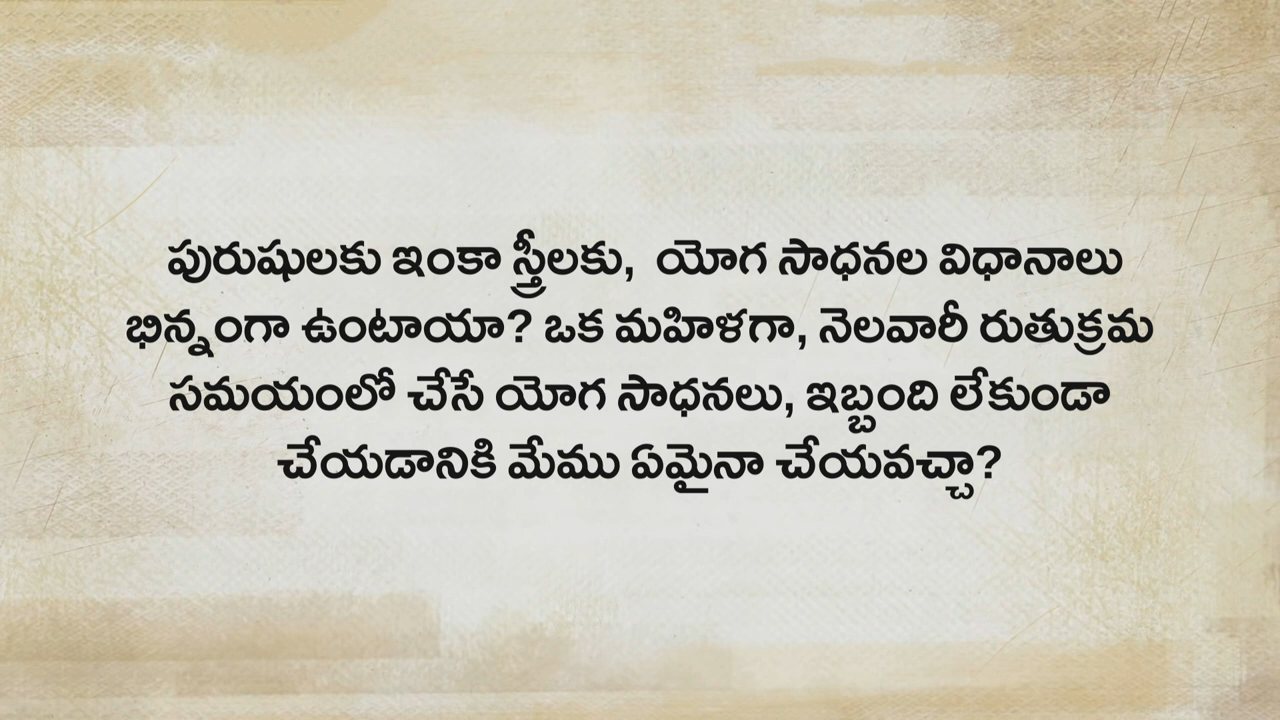 పురుషులకు ఇంకా స్త్రీలకు,  యోగ సాధనల విధానాలు
భిన్నంగా ఉంటాయా? ఒక మహిళగా, నెలవారీ రుతుక్రమ
సమయంలో చేసే యోగ సాధనలు, ఇబ్బంది లేకుండా
చేయడానికి మేము ఏమైనా చేయవచ్చా?